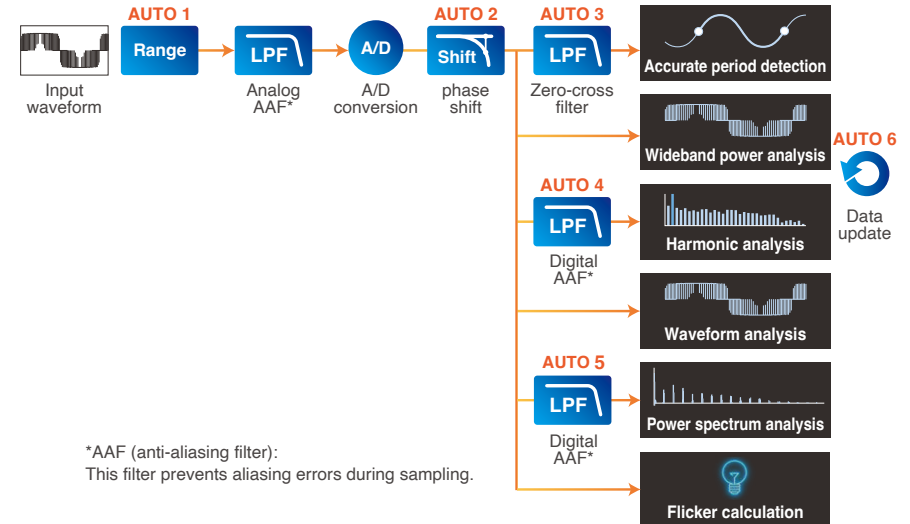 AUTO 1
AUTO 2
AUTO 3
Range
LPF
A/D
Shift
LPF
Accurate period detection
Input
waveform
Analog
AAF*
A/D
conversion
phase
shift
Zero-cross
filter
Wideband power analysis
AUTO 6
Data
update
AUTO 4
LPF
Digital
AAF*
Harmonic analysis
Waveform analysis
AUTO 5
LPF
Digital
AAF*
Power spectrum analysis
*AAF (anti-aliasing filter):
This filter prevents aliasing errors during sampling.
Flicker calculation